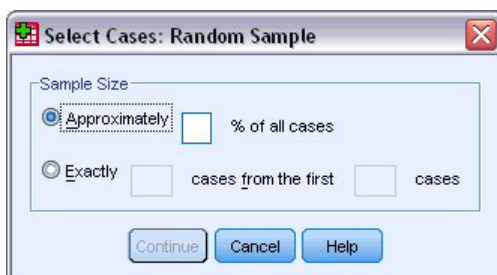 Select Cases: Random Sample
Sample Size
Approximately % of all cases
Exactly cases from the first cases
Continue Cancel Help